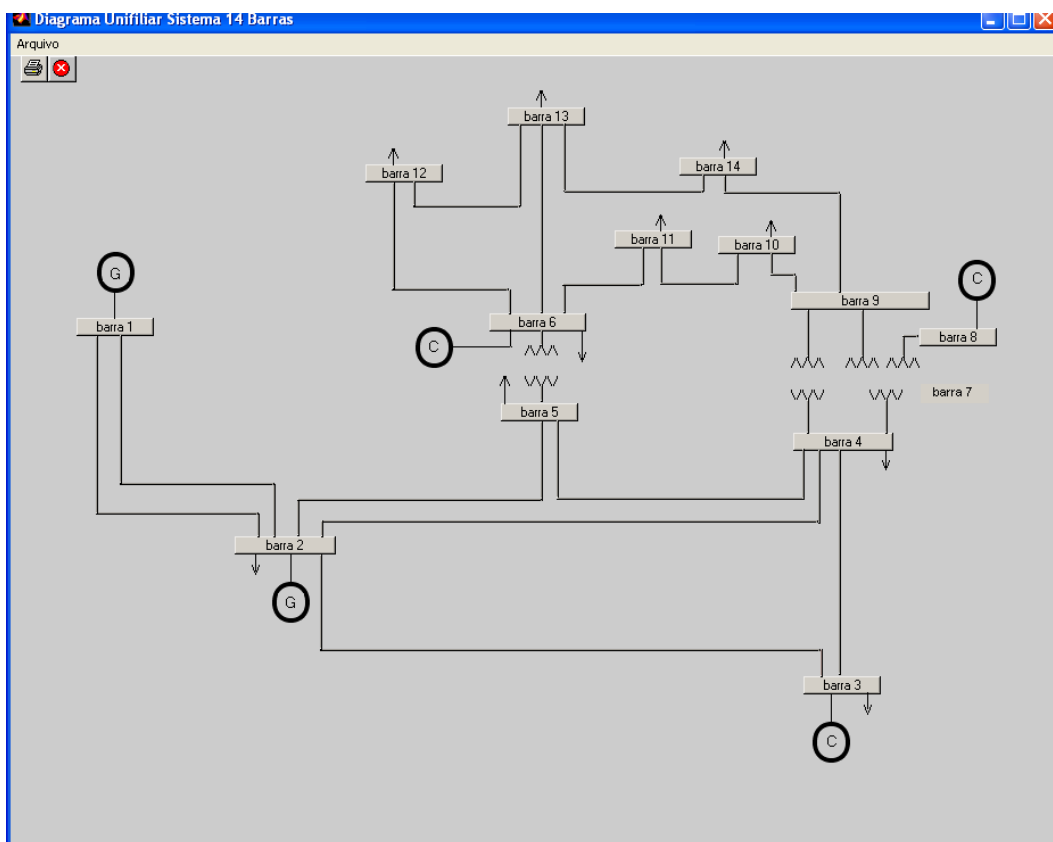 Diagrama Unifiliar Sistema 14 Barras
Arquivo
barra 13
barra 12
barra 14
barra 11
barra 10
G
C
barra 9
barra 1
barra 6
barra 8
C
barra 7
barra 5
barra 4
barra 2
G
barra 3
C